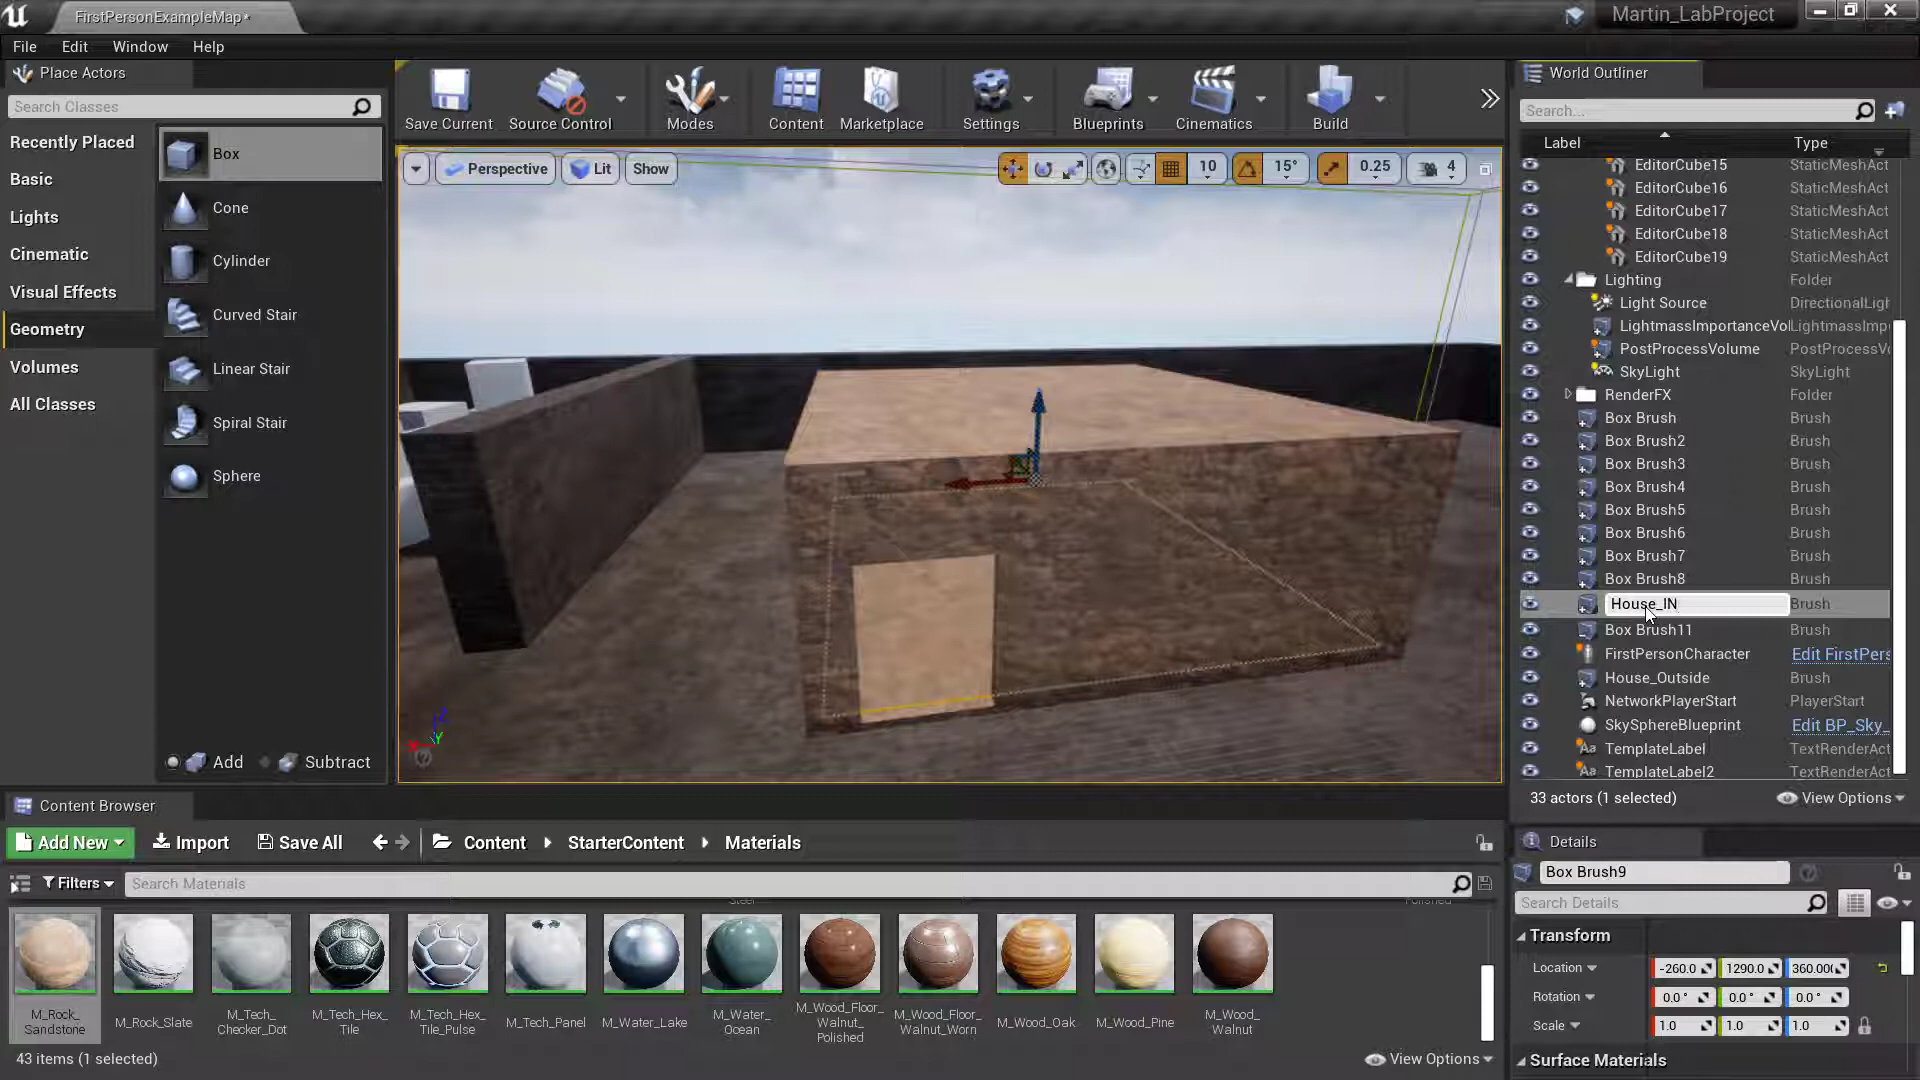 FirstPersonExampleMap*
Martin_LabProject
File Edit Window Help
Place Actors
Search Classes
Recently Placed
Basic
Lights
Cinematic
Visual Effects
Geometry
Volumes
All Classes
Box
Cone
Cylinder
Curved Stair
Linear Stair
Spiral Stair
Sphere
Add Subtract
Save Current Source Control Modes Content Marketplace Settings Blueprints Cinematics Build
Perspective Lit Show
10 15° 0.25 4
World Outliner
Search...
Label Type
EditorCube15 StaticMeshAct
EditorCube16 StaticMeshAct
EditorCube17 StaticMeshAct
EditorCube18 StaticMeshAct
EditorCube19 StaticMeshAct
Lighting Folder
Light Source DirectionalLigh
LightmassImportanceVol LightmassImp
PostProcessVolume PostProcessV
SkyLight SkyLight
RenderFX Folder
Box Brush Brush
Box Brush2 Brush
Box Brush3 Brush
Box Brush4 Brush
Box Brush5 Brush
Box Brush6 Brush
Box Brush7 Brush
Box Brush8 Brush
House_IN Brush
Box Brush11 Brush
FirstPersonCharacter Edit FirstPers
House_Outside Brush
NetworkPlayerStart PlayerStart
SkySphereBlueprint Edit BP_Sky_
TemplateLabel TextRenderAct
TemplateLabel2 TextRenderAct
33 actors (1 selected) View Options
Content Browser
Add New Import Save All Content StarterContent Materials
Filters Search Materials
Steel Polished
M_Rock_
Sandstone
M_Rock_Slate
M_Tech_
Checker_Dot
M_Tech_Hex_
Tile
M_Tech_Hex_
Tile_Pulse
M_Tech_Panel
M_Water_Lake
M_Water_
Ocean
M_Wood_Floor_
Walnut_
Polished
M_Wood_Floor_
Walnut_Worn
M_Wood_Oak
M_Wood_Pine
M_Wood_
Walnut
43 items (1 selected) View Options
Details
Box Brush9
Search Details
Transform
Location -260.0 1290.0 360.00
Rotation 0.0° 0.0° 0.0°
Scale 1.0 1.0 1.0
Surface Materials
X Y Z